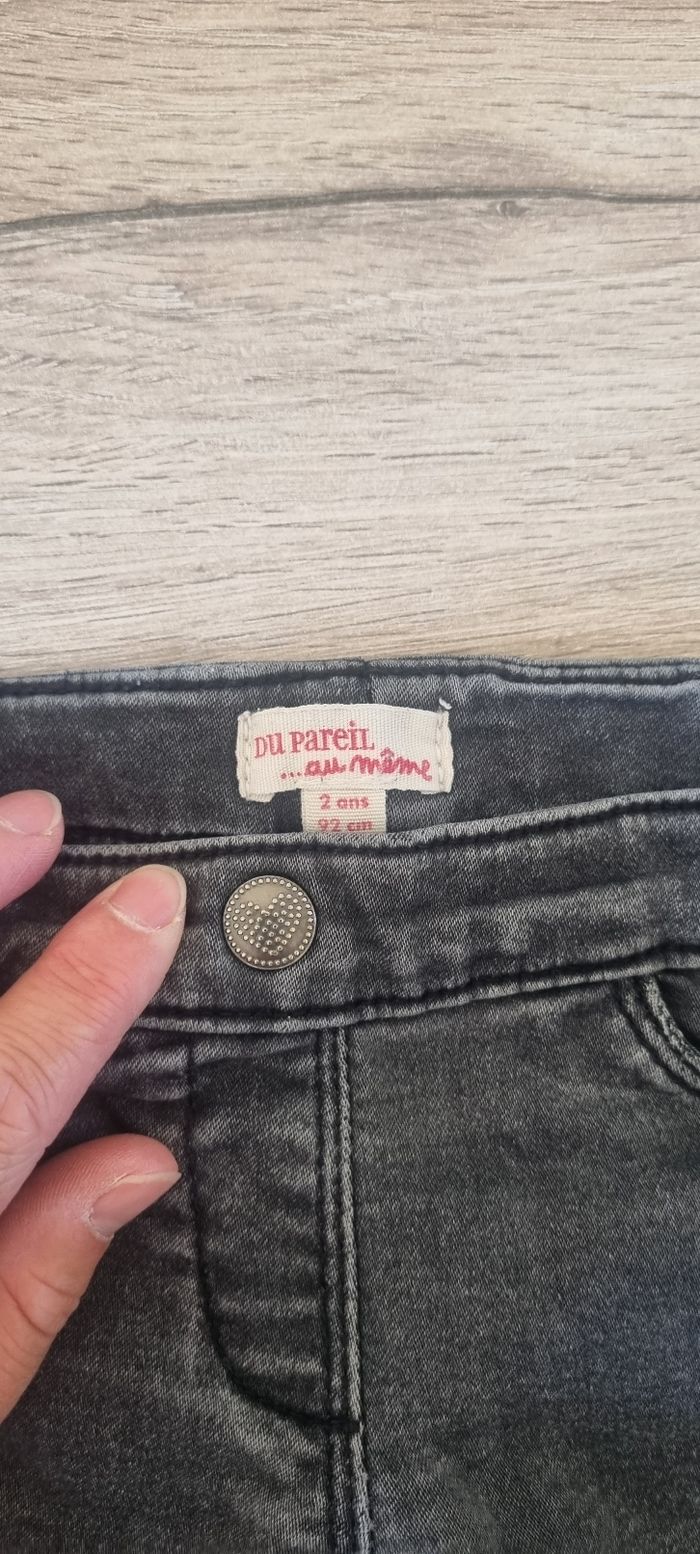 DU PareiL
...au même
2 ans
92 cm